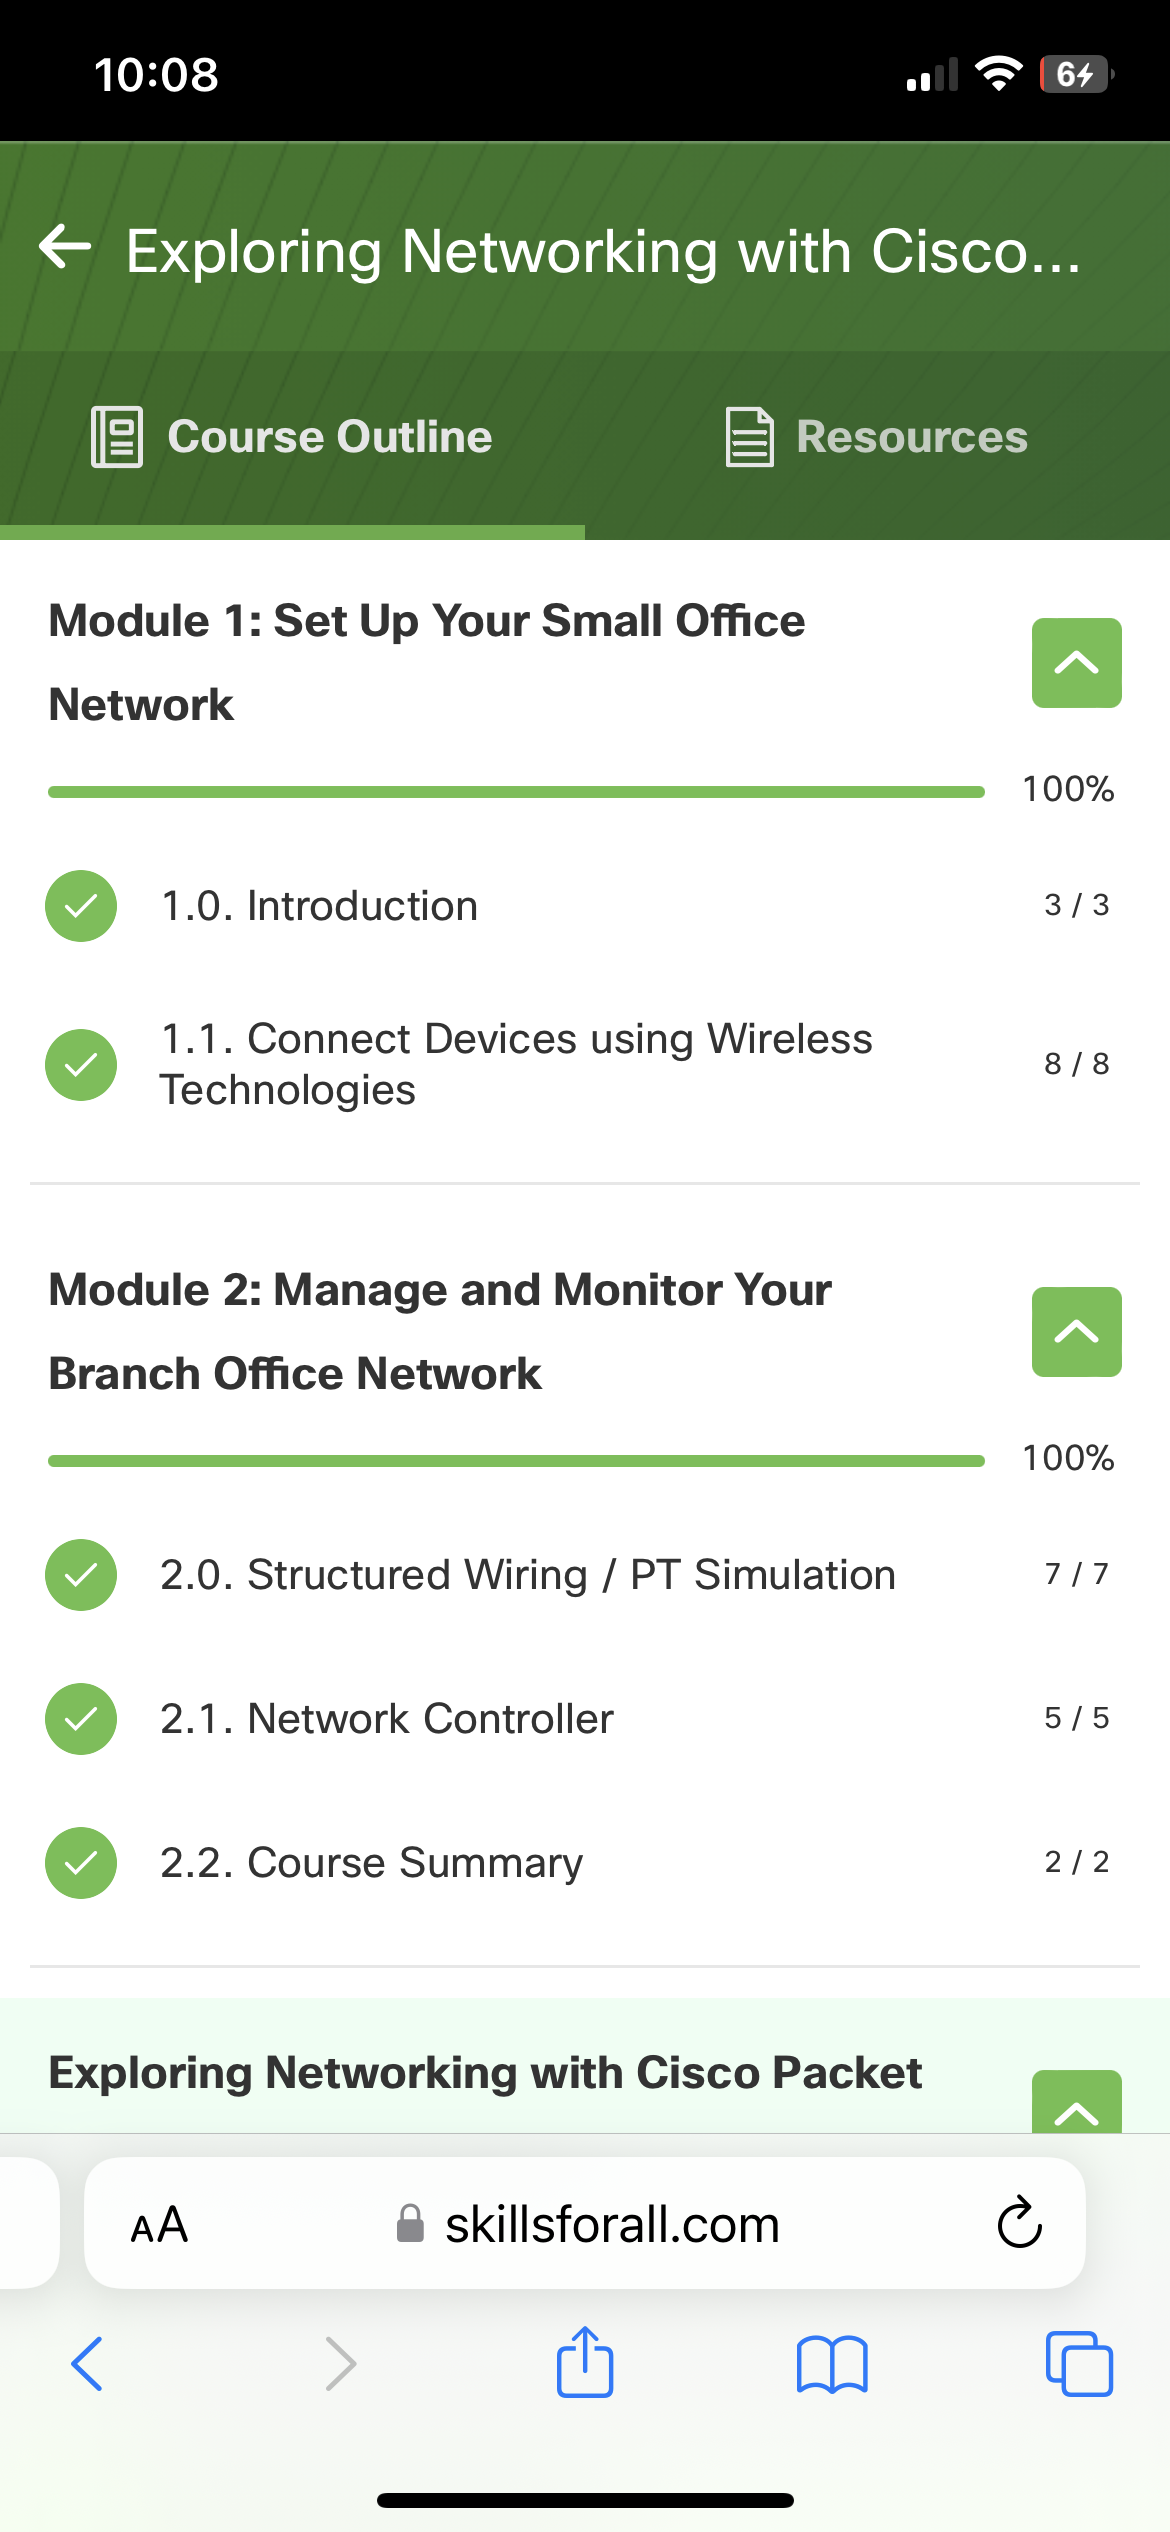 10:08
6
Exploring Networking with Cisco...
Course Outline
Resources
Module 1: Set Up Your Small Office
Network
100%
1.0. Introduction
3 / 3
1.1. Connect Devices using Wireless
Technologies
8 / 8
Module 2: Manage and Monitor Your
Branch Office Network
100%
2.0. Structured Wiring / PT Simulation
7 / 7
2.1. Network Controller
5 / 5
2.2. Course Summary
2 / 2
Exploring Networking with Cisco Packet
AA
skillsforall.com